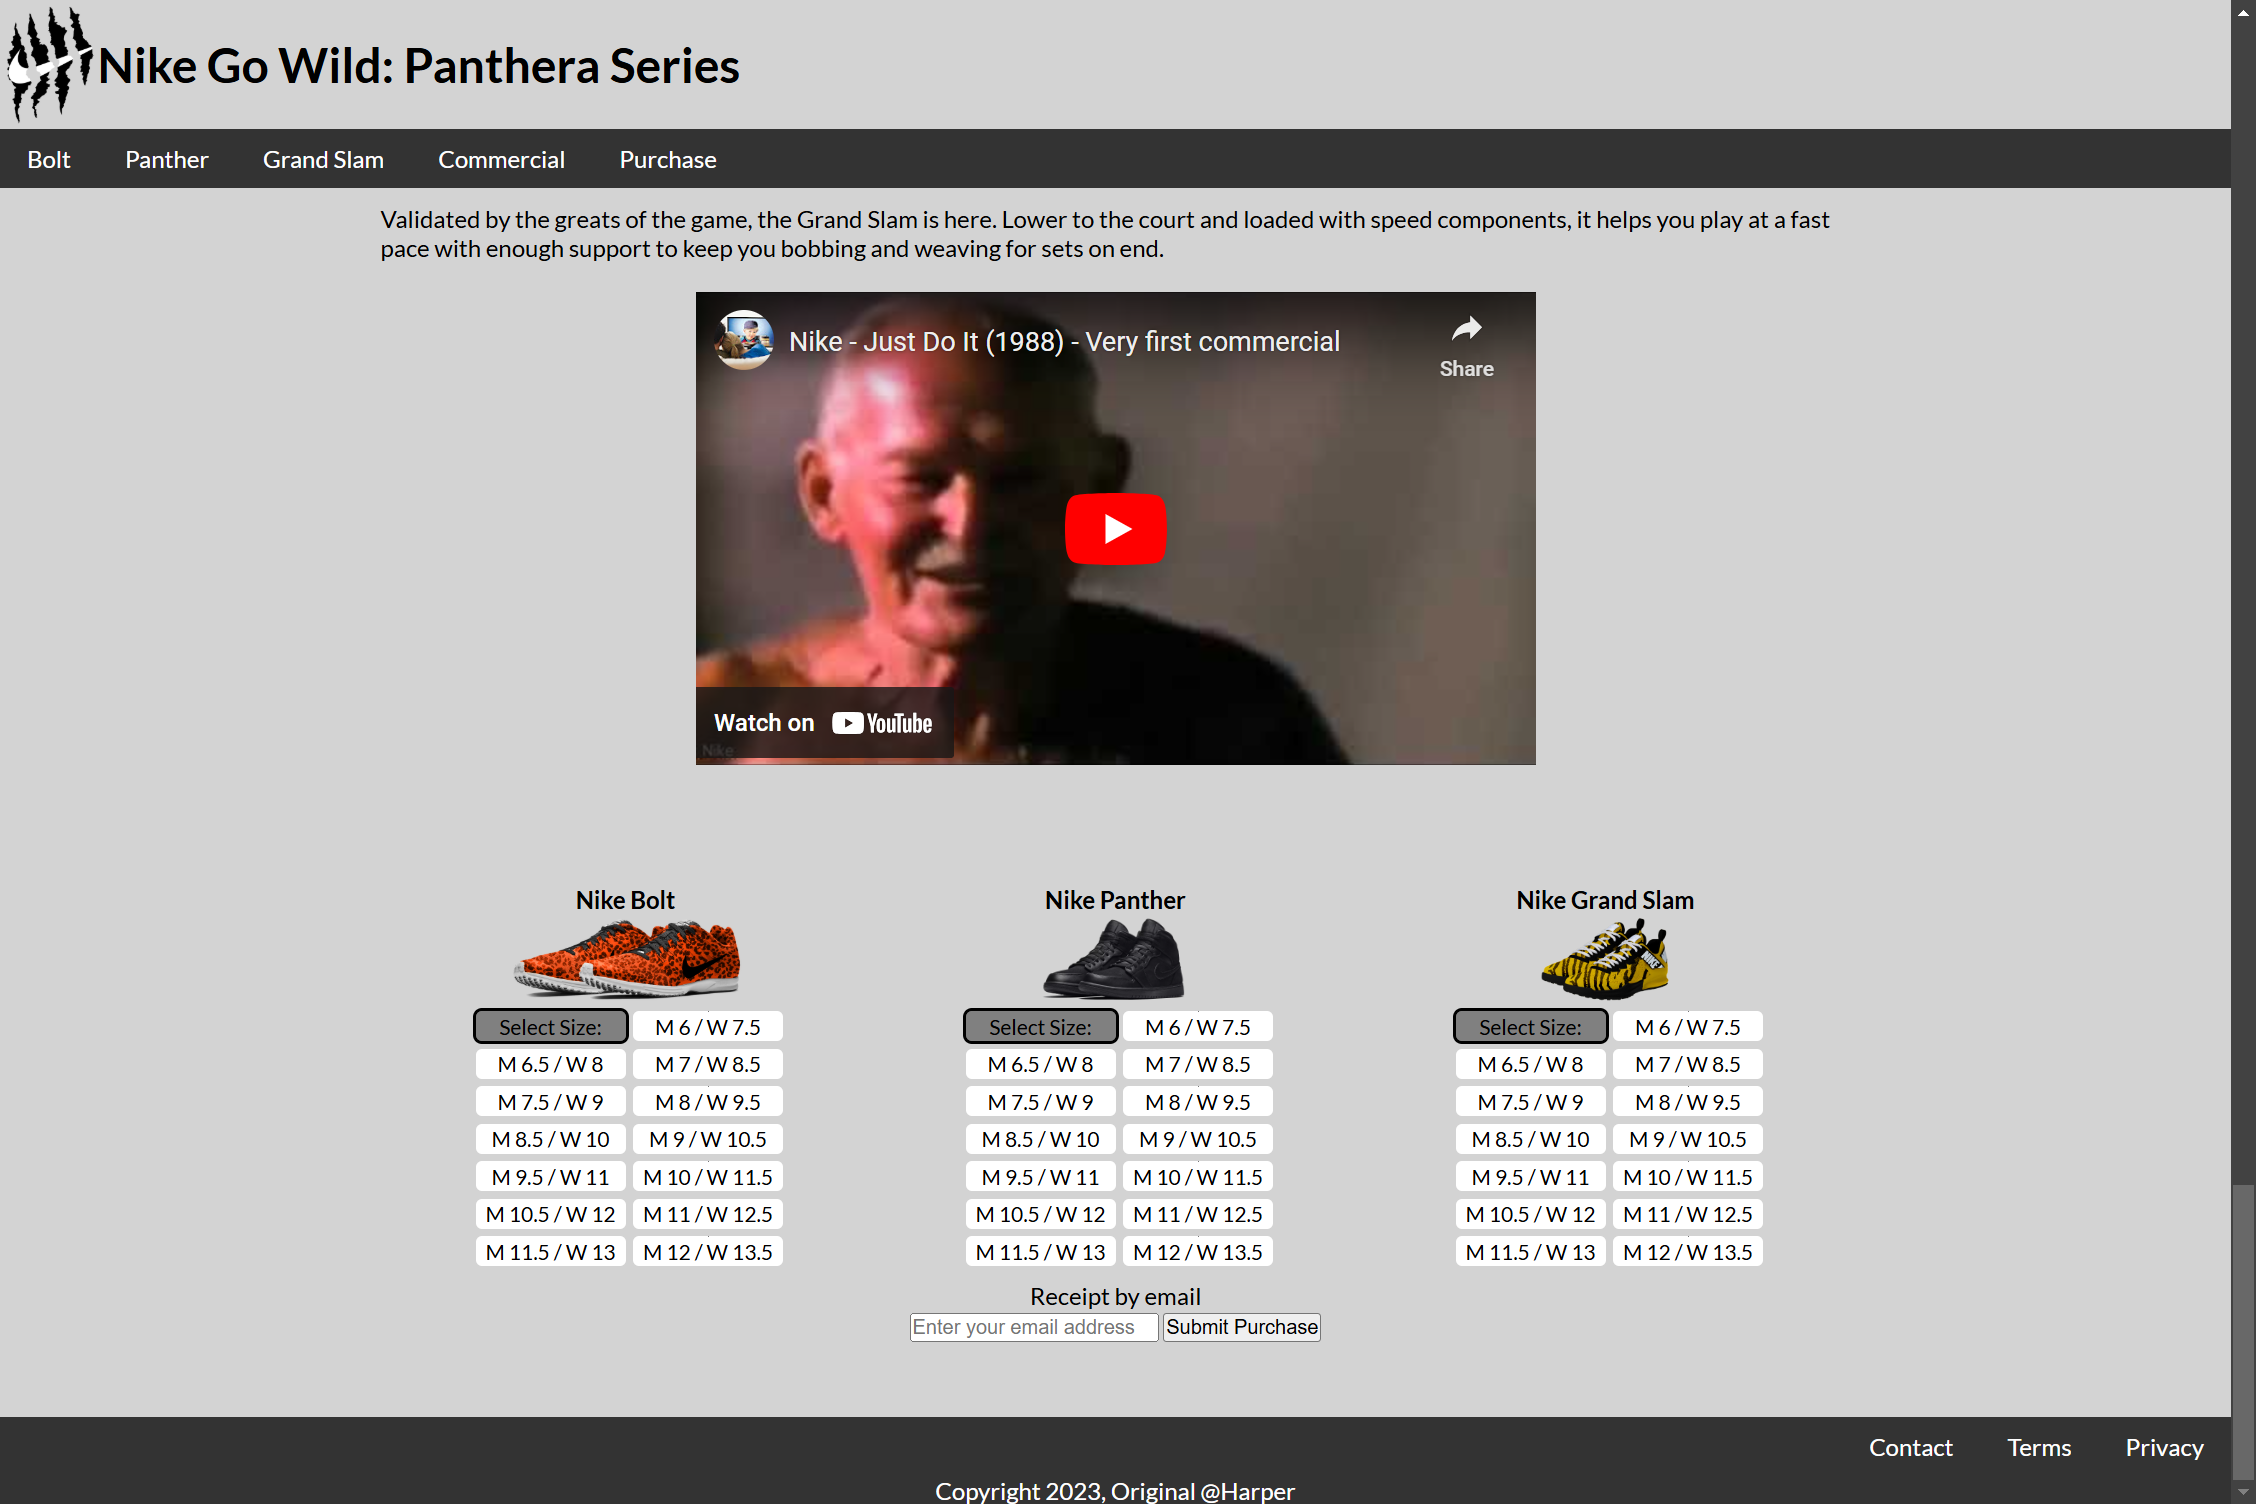 Nike Go Wild: Panthera Series
Bolt Panther Grand Slam Commercial Purchase
Validated by the greats of the game, the Grand Slam is here. Lower to the court and loaded with speed components, it helps you play at a fast
pace with enough support to keep you bobbing and weaving for sets on end.
Nike - Just Do It (1988) - Very first commercial
Share
Watch on YouTube
Nike
Nike Bolt
Select Size: M 6 / W 7.5
M 6.5 / W 8 M 7 / W 8.5
M 7.5 / W 9 M 8 / W 9.5
M 8.5 / W 10 M 9 / W 10.5
M 9.5 / W 11 M 10 / W 11.5
M 10.5 / W 12 M 11 / W 12.5
M 11.5 / W 13 M 12 / W 13.5
Nike Panther
Select Size: M 6 / W 7.5
M 6.5 / W 8 M 7 / W 8.5
M 7.5 / W 9 M 8 / W 9.5
M 8.5 / W 10 M 9 / W 10.5
M 9.5 / W 11 M 10 / W 11.5
M 10.5 / W 12 M 11 / W 12.5
M 11.5 / W 13 M 12 / W 13.5
Nike Grand Slam
NIKE
Select Size: M 6 / W 7.5
M 6.5 / W 8 M 7 / W 8.5
M 7.5 / W 9 M 8 / W 9.5
M 8.5 / W 10 M 9 / W 10.5
M 9.5 / W 11 M 10 / W 11.5
M 10.5 / W 12 M 11 / W 12.5
M 11.5 / W 13 M 12 / W 13.5
Receipt by email
Enter your email address Submit Purchase
Contact Terms Privacy
Copyright 2023, Original @Harper